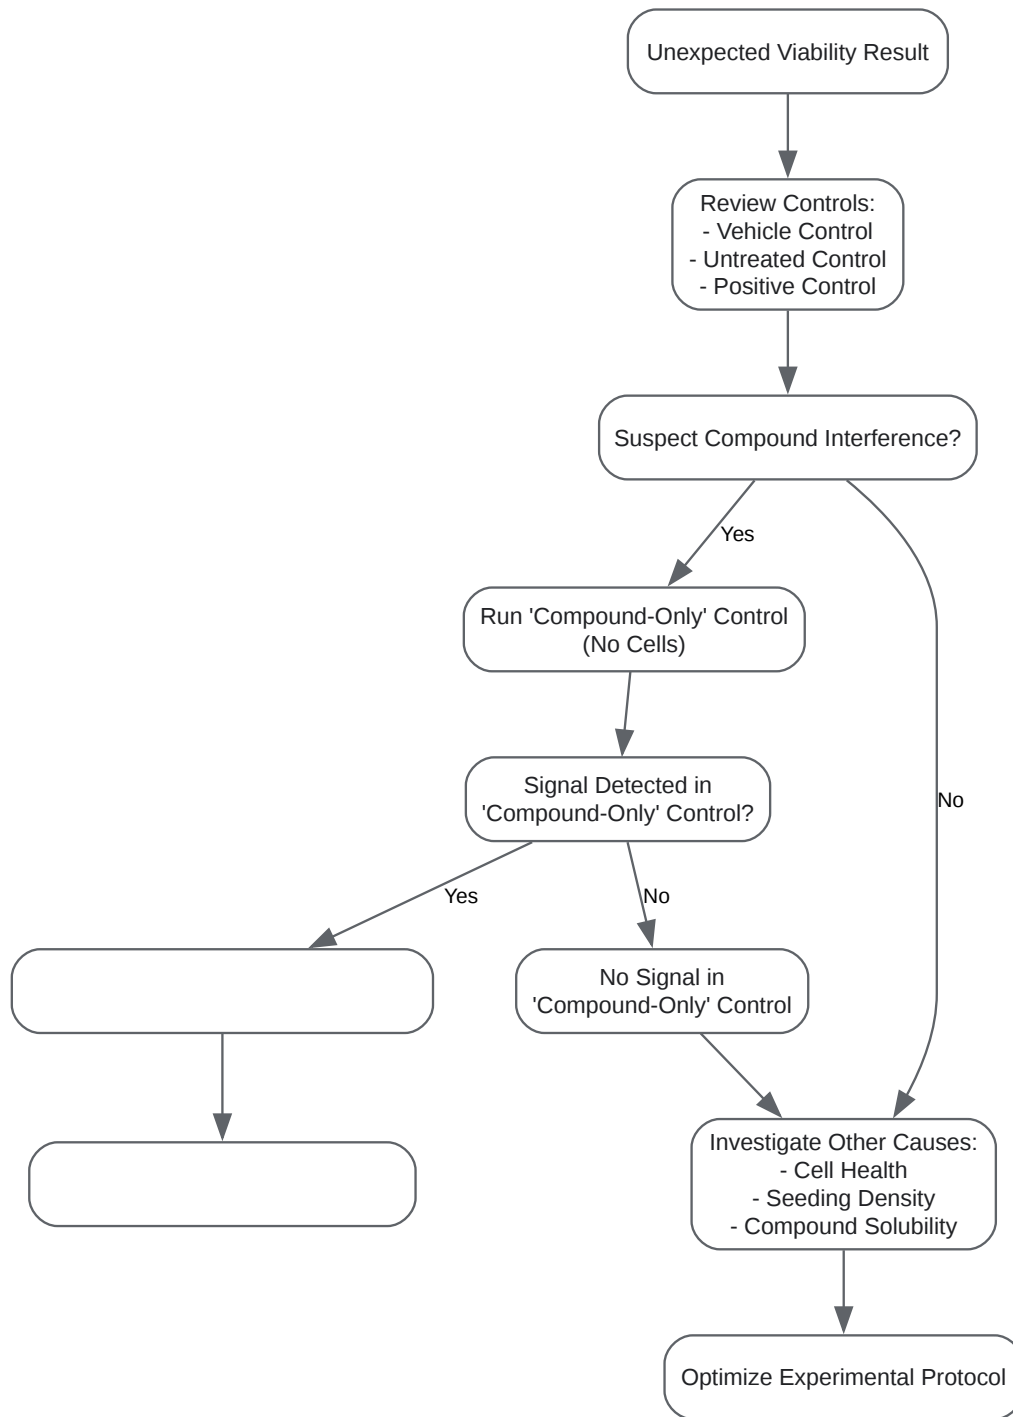 Unexpected Viability Result
Review Controls:
- Vehicle Control
- Untreated Control
- Positive Control
Suspect Compound Interference?
Yes
No
Run 'Compound-Only' Control
(No Cells)
Signal Detected in
'Compound-Only' Control?
Yes
No
No Signal in
'Compound-Only' Control
Investigate Other Causes:
- Cell Health
- Seeding Density
- Compound Solubility
Optimize Experimental Protocol